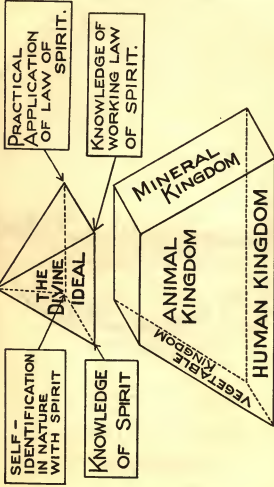 SELF-
IDENTIFICATION
IN NATURE
WITH SPIRIT
PRACTICAL
APPLICATION
OF LAW OF
SPIRIT.
THE
DIVINE
IDEAL
KNOWLEDGE
OF SPIRIT
KNOWLEDGE OF
WORKING LAW
OF SPIRIT.
MINERAL
KINGDOM
ANIMAL
KINGDOM
VEGETABLE
KINGDOM
HUMAN KINGDOM